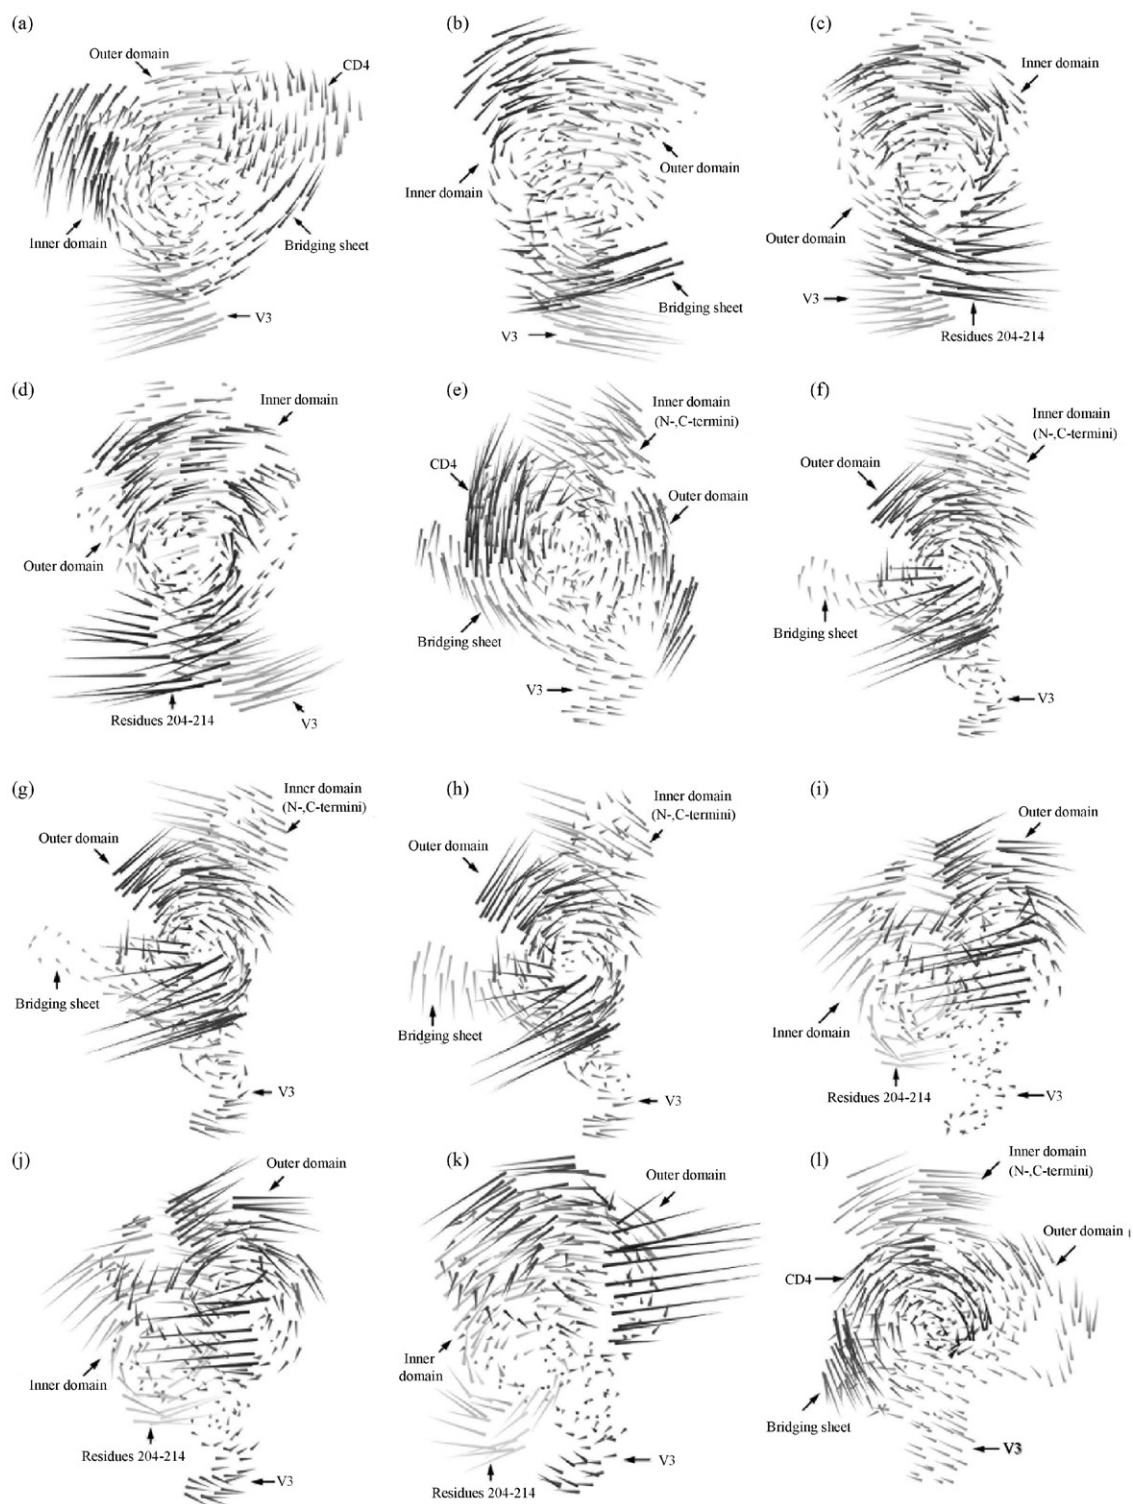 (a)
Outer domain
CD4
Inner domain
Bridging sheet
V3
(b)
Outer domain
Inner domain
Bridging sheet
V3
(c)
Inner domain
Outer domain
V3
Residues 204-214
(d)
Inner domain
Outer domain
Residues 204-214
V3
(e)
Inner domain
(N-,C-termini)
CD4
Outer domain
Bridging sheet
V3
(f)
Inner domain
(N-,C-termini)
Outer domain
Bridging sheet
V3
(g)
Inner domain
(N-,C-termini)
Outer domain
Bridging sheet
V3
(h)
Inner domain
(N-,C-termini)
Outer domain
Bridging sheet
V3
(i)
Outer domain
Inner domain
Residues 204-214
V3
(j)
Outer domain
Inner domain
Residues 204-214
V3
(k)
Outer domain
Inner
domain
V3
Residues 204-214
(l)
Inner domain
(N-,C-termini)
Outer domain
CD4
Bridging sheet
V3